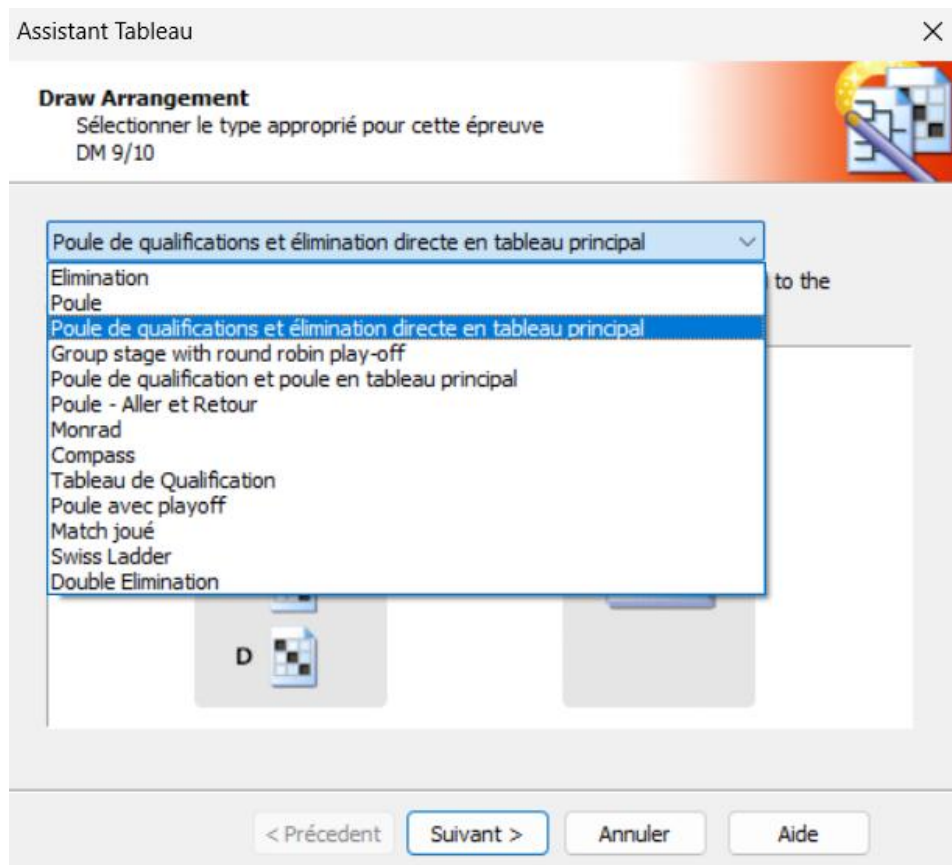 Assistant Tableau
Draw Arrangement
Sélectionner le type approprié pour cette épreuve
DM 9/10
Poule de qualifications et élimination directe en tableau principal
to the
Elimination
Poule
Poule de qualifications et élimination directe en tableau principal
Group stage with round robin play-off
Poule de qualification et poule en tableau principal
Poule - Aller et Retour
Monrad
Compass
Tableau de Qualification
Poule avec playoff
Match joué
Swiss Ladder
Double Elimination
D
< Précedent Suivant > Annuler Aide